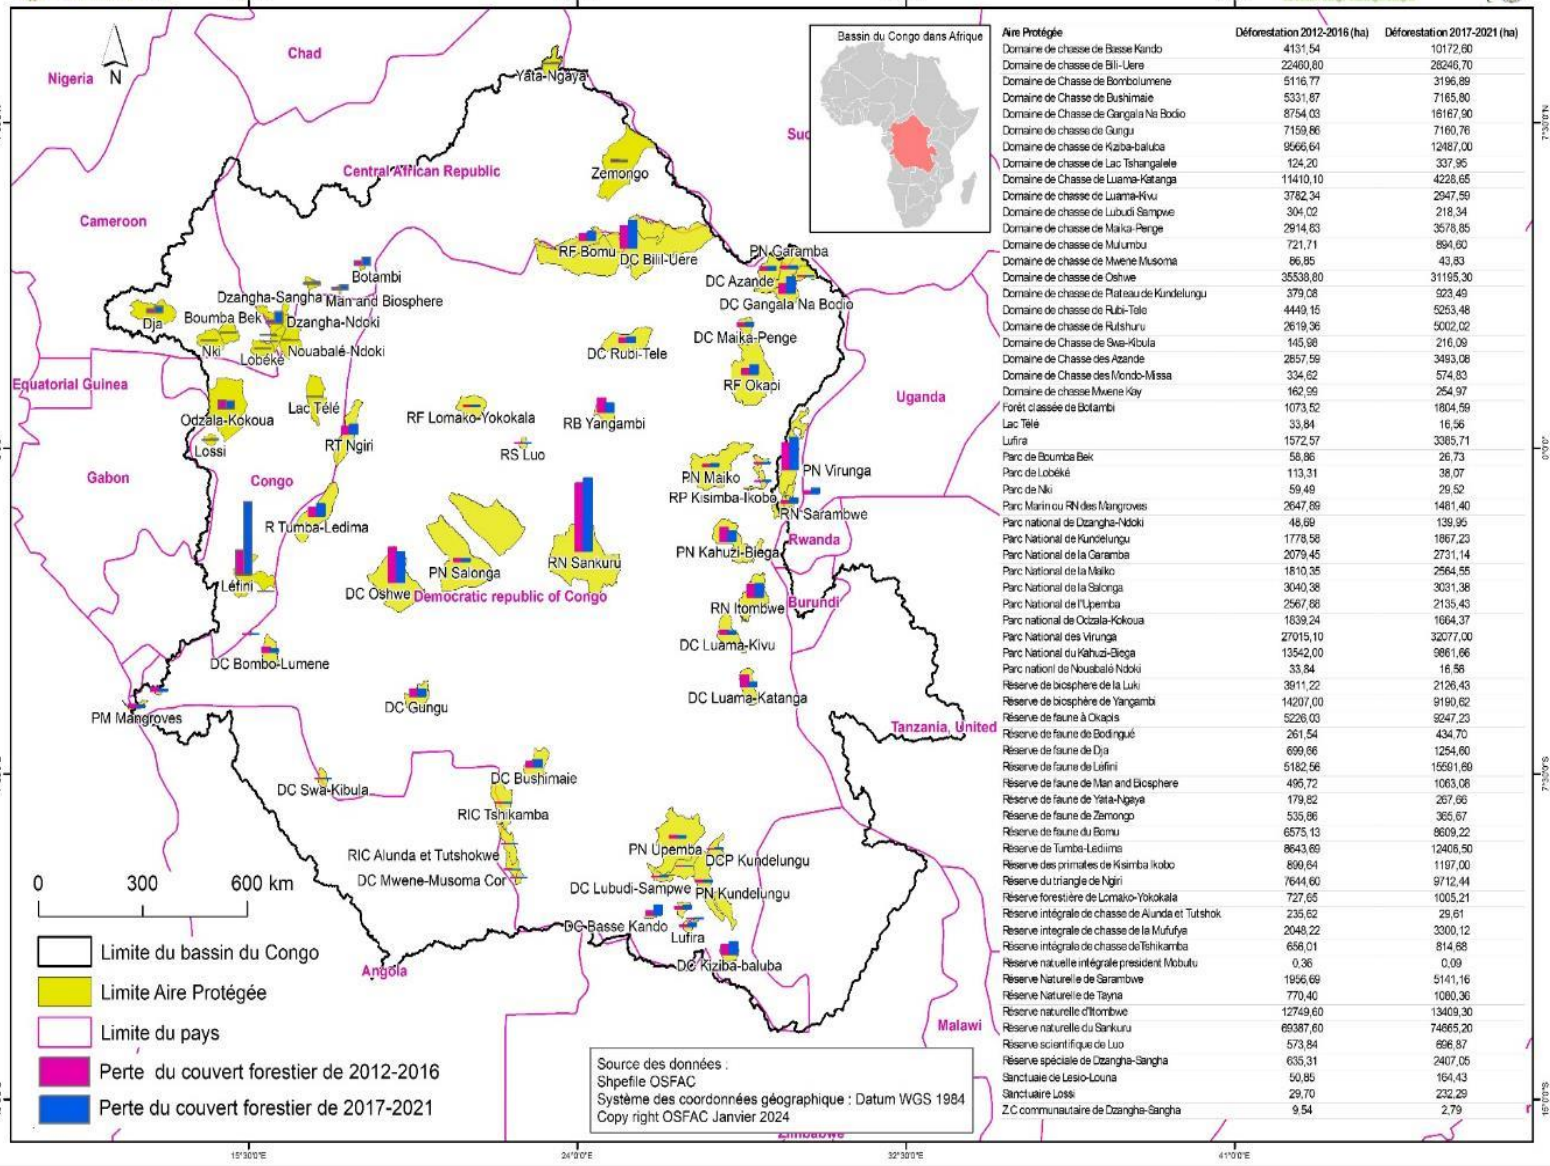 Chad
Nigeria
N
Yata-Ngaya
Central African Republic
Zemongo
Cameroon
RF Bomu
DC Bilil-Uere
PN Garamba
Botambi
DC Azande
Dzangha-Sangha
Man and Biosphere
DC Gangala Na Bodio
Dja
Boumba Bek
Dzangha-Ndoki
DC Maika-Penge
Nki
Lobéké
Nouabalé-Ndoki
DC Rubi-Tele
Equatorial Guinea
RF Okapi
Uganda
Odzala-Kokoua
Lac Télé
RF Lomako-Yokokala
RB Yangambi
Lossi
RT Ngiri
RS Luo
Gabon
Congo
PN Maiko
PN Virunga
RP Kisimba-Ikobo
R Tumba-Ledima
RN Sarambwe
Rwanda
PN Kahuzi-Biega
RN Sankuru
PN Salonga
Léfini
DC Oshwe
Democratic republic of Congo
RN Itombwe
Burundi
DC Luama-Kivu
DC Bombo-Lumene
DC Luama-Katanga
DC Gungu
PM Mangroves
Tanzania, United
DC Bushimaie
DC Swa-Kibula
RIC Tshikamba
RIC Alunda et Tutshokwe
PN Upemba
DCP Kundelungu
DC Mwene-Musoma Cor
DC Lubudi-Sampwe
PN Kundelungu
DC Basse Kando
Lufira
DC Kiziba-baluba
Angola
Malawi
Zimbabwe
0 300 600 km
Limite du bassin du Congo
Limite Aire Protégée
Limite du pays
Perte du couvert forestier de 2012-2016
Perte du couvert forestier de 2017-2021
Source des données :
Shpefile OSFAC
Système des coordonnées géographique : Datum WGS 1984
Copy right OSFAC Janvier 2024
15°30'0"E 24°0'0"E 32°30'0"E 41°0'0"E
7°30'0"N
0°0'0"
7°30'0"S
15°0'0"S
Bassin du Congo dans Afrique
Aire Protégée Déforestation 2012-2016 (ha) Déforestation 2017-2021 (ha)
Domaine de chasse de Basse Kando 4131,54 10172,60
Domaine de chasse de Bili-Uere 22460,80 28246,70
Domaine de Chasse de Bombolumene 5116,77 3196,89
Domaine de Chasse de Bushimaie 5331,87 7165,80
Domaine de Chasse de Gangala Na Bodio 8754,03 16167,90
Domaine de chasse de Gungu 7159,86 7160,76
Domaine de chasse de Kiziba-baluba 9566,64 12487,00
Domaine de chasse de Lac Tshangalele 124,20 337,95
Domaine de Chasse de Luama-Katanga 11410,10 4228,65
Domaine de chasse de Luama-Kivu 3782,34 2947,59
Domaine de chasse de Lubudi Sampwe 304,02 218,34
Domaine de chasse de Maika-Penge 2914,83 3578,85
Domaine de chasse de Mulumbu 721,71 894,60
Domaine de chasse de Mwene Musoma 86,85 43,83
Domaine de chasse de Oshwe 35538,80 31195,30
Domaine de chasse de Plateau de Kundelungu 379,08 923,49
Domaine de chasse de Rubi-Tele 4449,15 5253,48
Domaine de chasse de Rutshuru 2619,36 5002,02
Domaine de Chasse de Swa-Kibula 145,98 216,09
Domaine de Chasse des Azande 2857,59 3493,08
Domaine de Chasse des Mondo-Missa 334,62 574,83
Domaine de chasse Mwene Kay 162,99 254,97
Forêt classée de Botambi 1073,52 1804,59
Lac Télé 33,84 16,56
Lufira 1572,57 3385,71
Parc de Boumba Bek 58,86 26,73
Parc de Lobéké 113,31 38,07
Parc de Nki 59,49 29,52
Parc Marin ou RN des Mangroves 2647,89 1481,40
Parc national de Dzangha-Ndoki 48,69 139,95
Parc National de Kundelungu 1778,58 1867,23
Parc National de la Garamba 2079,45 2731,14
Parc National de la Maiko 1810,35 2564,55
Parc National de la Salonga 3040,38 3031,38
Parc National de l'Upemba 2567,88 2135,43
Parc national de Odzala-Kokoua 1839,24 1664,37
Parc National des Virunga 27015,10 32077,00
Parc National du Kahuzi-Biega 13542,00 9861,66
Parc nationl de Nouabalé Ndoki 33,84 16,56
Réserve de biosphere de la Luki 3911,22 2126,43
Réserve de biosphère de Yangambi 14207,00 9190,62
Réserve de faune à Okapis 5226,03 9247,23
Réserve de faune de Bodingué 261,54 434,70
Réserve de faune de Dja 699,66 1254,60
Réserve de faune de Léfini 5182,56 15591,69
Réserve de faune de Man and Biosphere 495,72 1063,08
Réserve de faune de Yata-Ngaya 179,82 267,66
Réserve de faune de Zemongo 535,86 365,67
Réserve de faune du Bomu 6575,13 8609,22
Réserve de Tumba-Lediima 8643,69 12406,50
Réserve des primates de Kisimba Ikobo 899,64 1197,00
Réserve du triangle de Ngiri 7644,60 9712,44
Réserve forestière de Lomako-Yokokala 727,65 1005,21
Réserve intégrale de chasse de Alunda et Tutshok 235,62 29,61
Réserve integrale de chasse de la Mufufya 2048,22 3300,12
Réserve intégrale de chasse deTshikamba 656,01 814,68
Réserve natuelle intégrale president Mobutu 0,36 0,09
Réserve Naturelle de Sarambwe 1956,69 5141,16
Réserve Naturelle de Tayna 770,40 1080,36
Réserve naturelle d'Itombwe 12749,60 13409,30
Réserve naturelle du Sankuru 69387,60 74665,20
Réserve scientifique de Luo 573,84 696,87
Réserve spéciale de Dzangha-Sangha 635,31 2407,05
Sanctuaie de Lesio-Louna 50,85 164,43
Sanctuaire Lossi 29,70 232,29
Z.C communautaire de Dzangha-Sangha 9,54 2,79